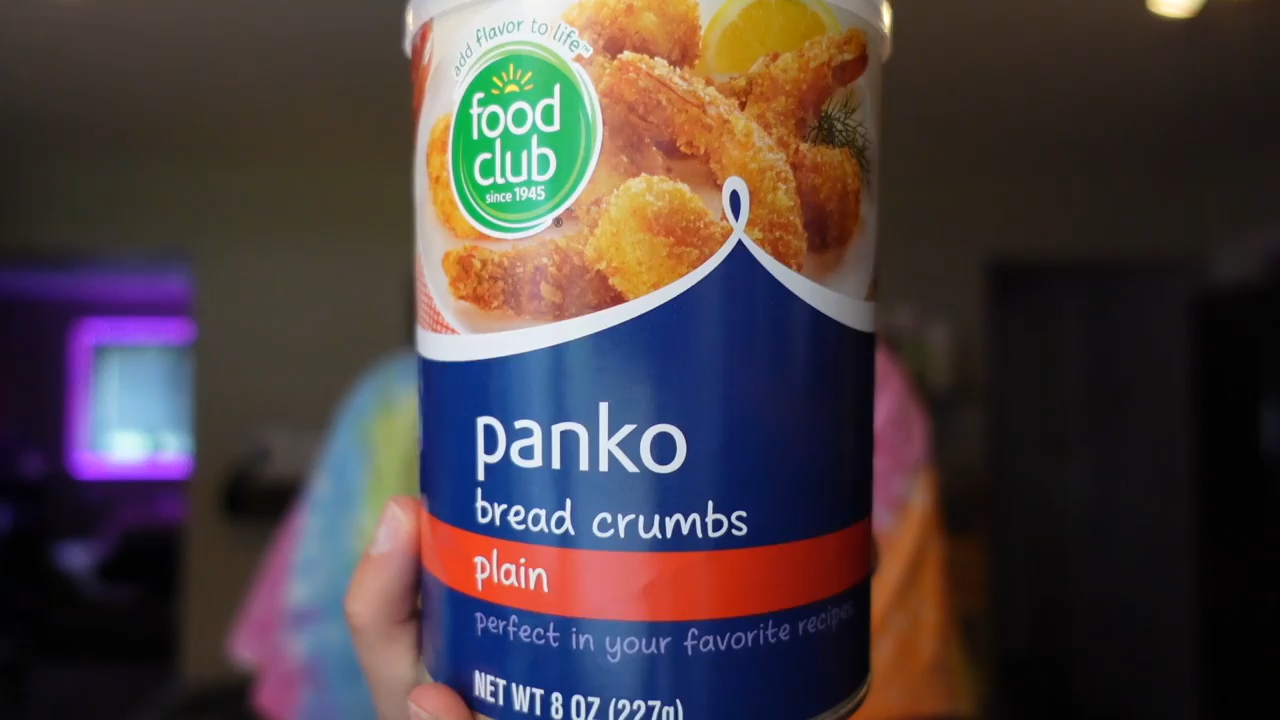 add flavor to life™
food
club
since 1945
®
panko
bread crumbs
plain
perfect in your favorite recipes
NET WT 8 OZ (227g)